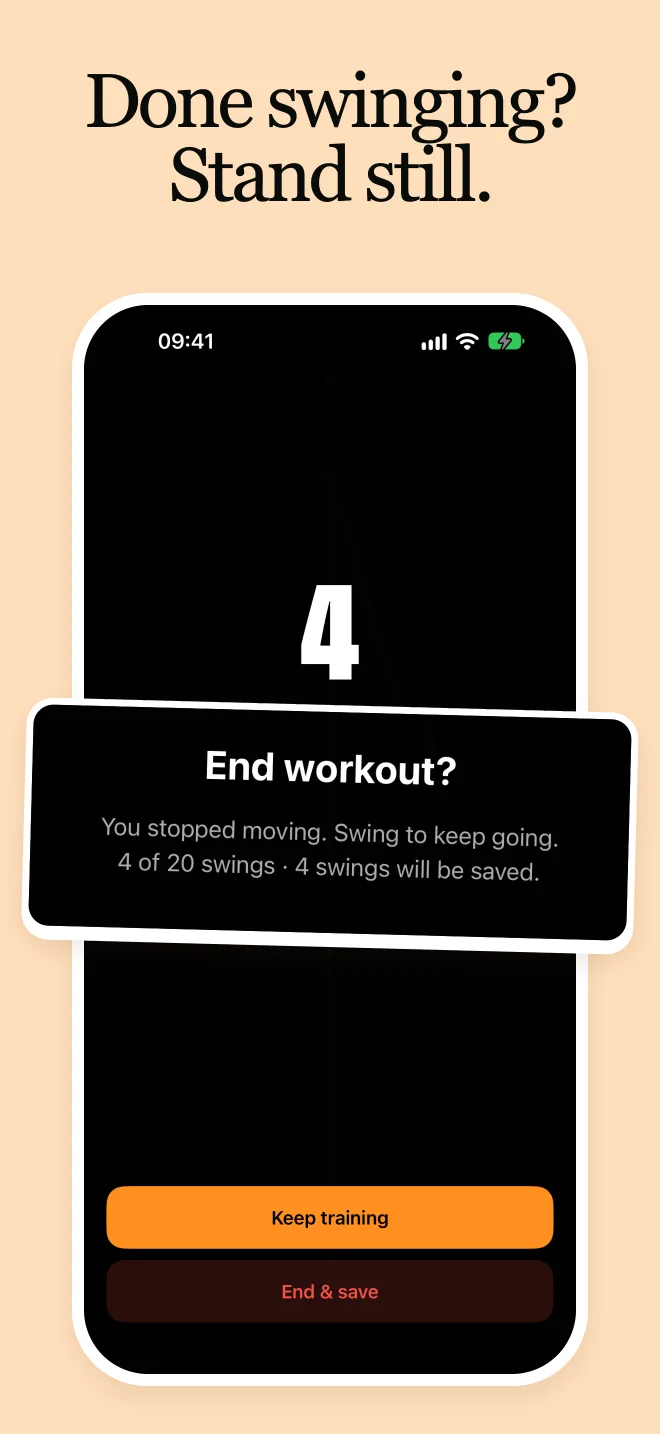 Done swinging?
Stand still.
09:41
4
End workout?
You stopped moving. Swing to keep going.
4 of 20 swings · 4 swings will be saved.
Keep training
End & save